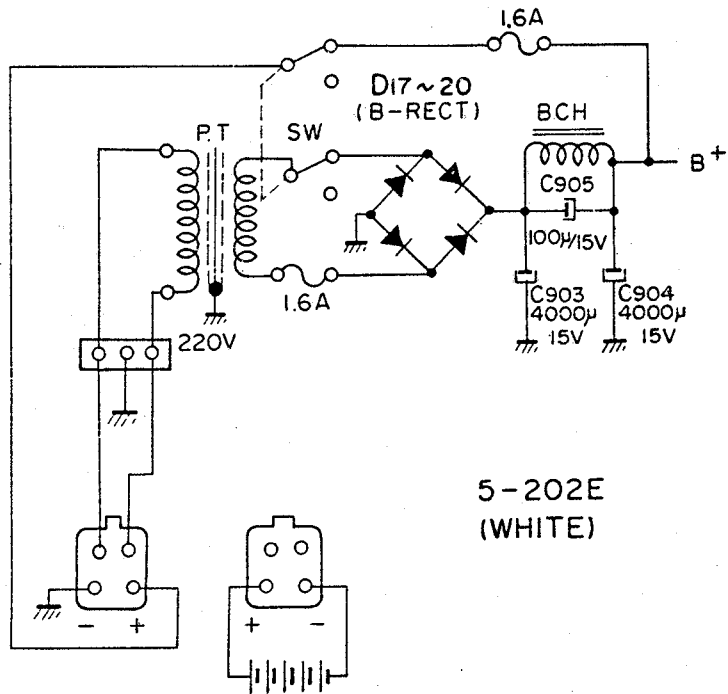 1.6A
D17~20
(B-RECT)
BCH
P.T
SW
B+
C905
100μ/15V
1.6A
C903
4000μ
15V
C904
4000μ
15V
220V
5-202E
(WHITE)
- +
+ -